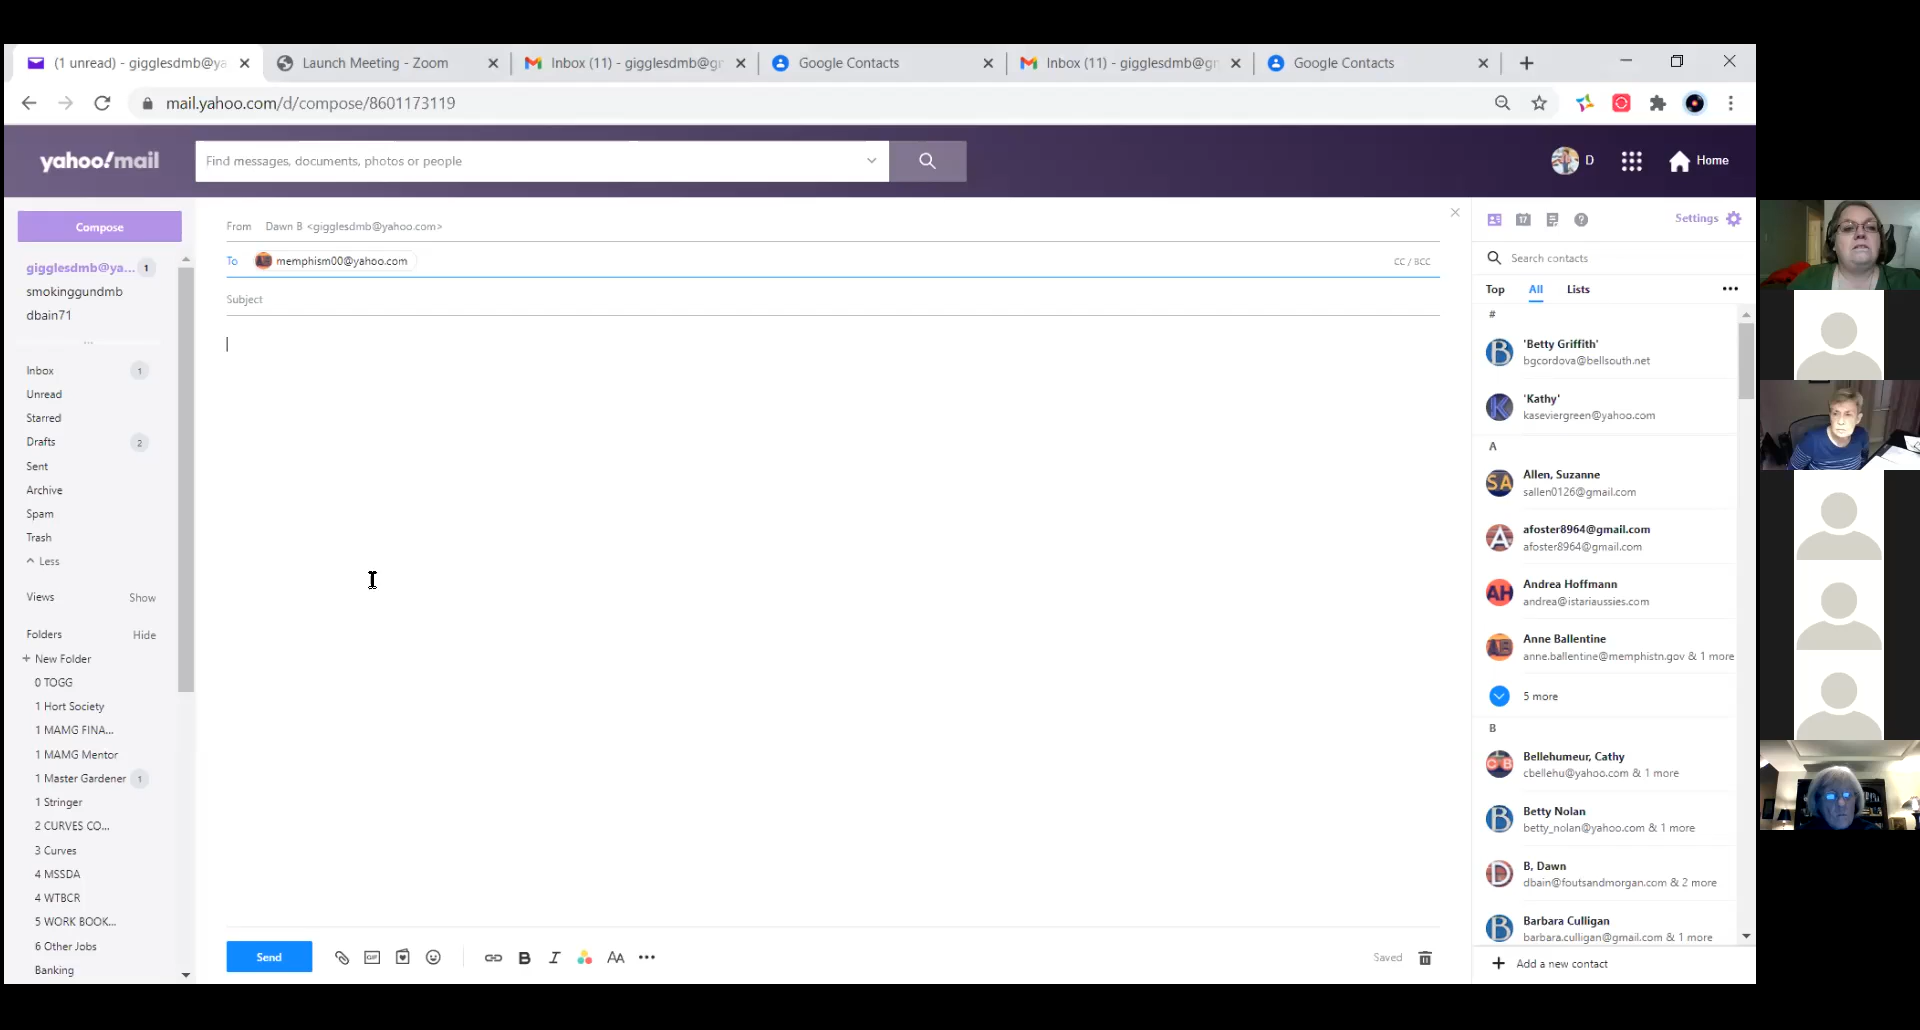 (1 unread) - gigglesdmb@ya
Launch Meeting - Zoom
Inbox (11) - gigglesdmb@gr
Google Contacts
Inbox (11) - gigglesdmb@gr
Google Contacts
mail.yahoo.com/d/compose/8601173119
yahoo!mail
Find messages, documents, photos or people
D
Home
Compose
gigglesdmb@ya... 1
smokinggundmb
dbain71
...
Inbox 1
Unread
Starred
Drafts 2
Sent
Archive
Spam
Trash
Less
Views Show
Folders Hide
+ New Folder
0 TOGG
1 Hort Society
1 MAMG FINA...
1 MAMG Mentor
1 Master Gardener 1
1 Stringer
2 CURVES CO...
3 Curves
4 MSSDA
4 WTBCR
5 WORK BOOK...
6 Other Jobs
Banking
From Dawn B <gigglesdmb@yahoo.com>
To memphism00@yahoo.com CC / BCC
Subject
Send
GIF
B I AA
Saved
17
Settings
Search contacts
Top All Lists
#
B 'Betty Griffith'
bgcordova@bellsouth.net
K 'Kathy'
kaseviergreen@yahoo.com
A
SA Allen, Suzanne
sallen0126@gmail.com
A afoster8964@gmail.com
afoster8964@gmail.com
AH Andrea Hoffmann
andrea@istariaussies.com
AB Anne Ballentine
anne.ballentine@memphistn.gov & 1 more
5 more
B
CB Bellehumeur, Cathy
cbellehu@yahoo.com & 1 more
B Betty Nolan
betty_nolan@yahoo.com & 1 more
D B, Dawn
dbain@foutsandmorgan.com & 2 more
B Barbara Culligan
barbara.culligan@gmail.com & 1 more
+ Add a new contact